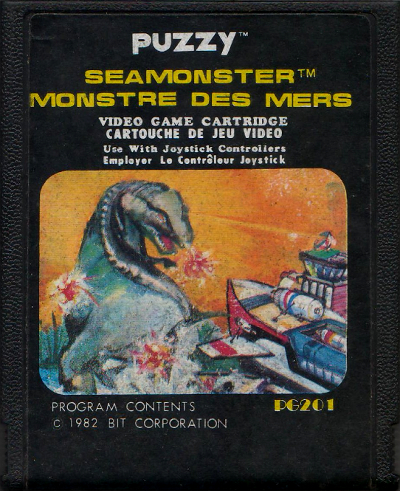 PUZZY™
SEAMONSTER™
MONSTRE DES MERS
VIDEO GAME CARTRIDGE
CARTOUCHE DE JEU VIDEO
Use With Joystick Controllers
Employer Le Contrôleur Joystick
PROGRAM CONTENTS PG201
© 1982 BIT CORPORATION